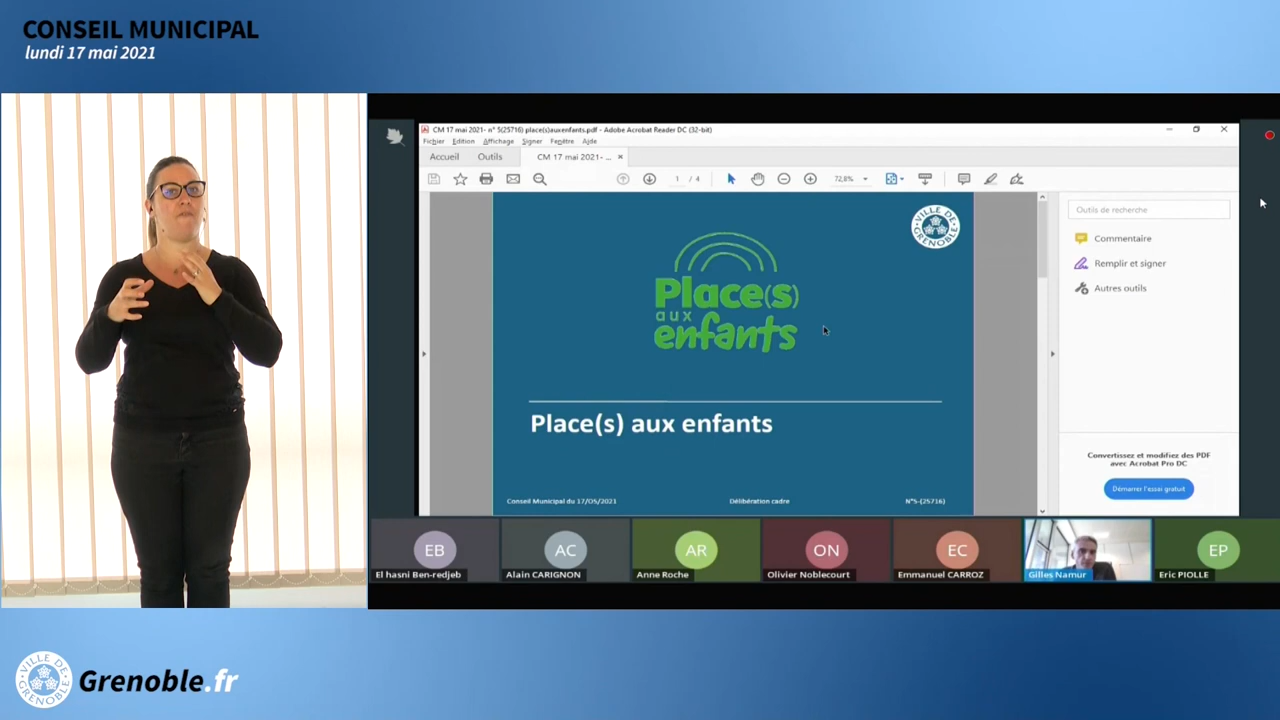 CONSEIL MUNICIPAL
lundi 17 mai 2021
CM 17 mai 2021- n° 5(25716) place(s)auxenfants.pdf - Adobe Acrobat Reader DC (32-bit)
Fichier Edition Affichage Signer Fenêtre Aide
Accueil Outils CM 17 mai 2021- ... ×
1 / 4 72,8%
Outils de recherche
Commentaire
Remplir et signer
Autres outils
VILLE DE GRENOBLE
Place(s)
aux
enfants
Place(s) aux enfants
Conseil Municipal du 17/05/2021 Délibération cadre N°5-(25716)
Convertissez et modifiez des PDF
avec Acrobat Pro DC
Démarrer l'essai gratuit
EB AC AR ON EC EP
El hasni Ben-redjeb Alain CARIGNON Anne Roche Olivier Noblecourt Emmanuel CARROZ Gilles Namur Eric PIOLLE
VILLE DE GRENOBLE
Grenoble.fr